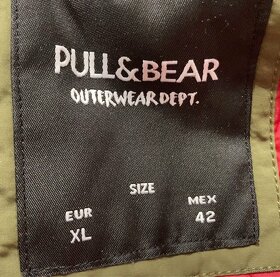 PULL&BEAR
OUTERWEAR DEPT.
SIZE
EUR MEX
XL 42